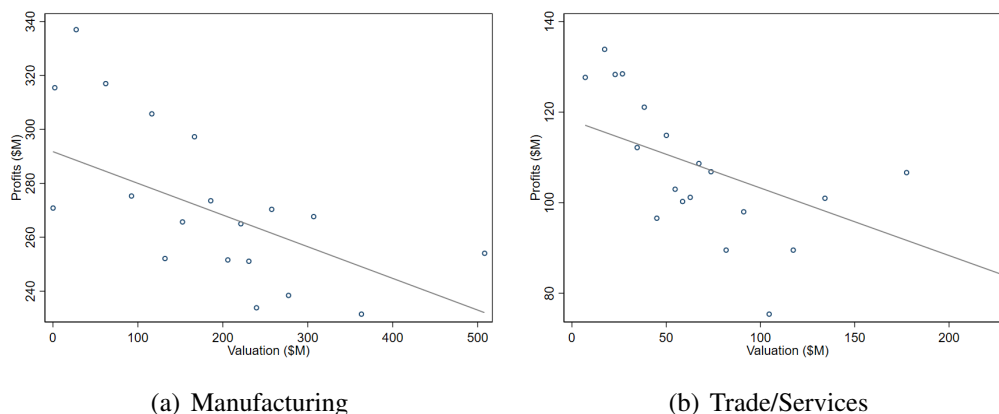 340
320
300
280
260
240
Profits ($M)
0 100 200 300 400 500
Valuation ($M)
(a) Manufacturing
140
120
100
80
Profits ($M)
0 50 100 150 200
Valuation ($M)
(b) Trade/Services